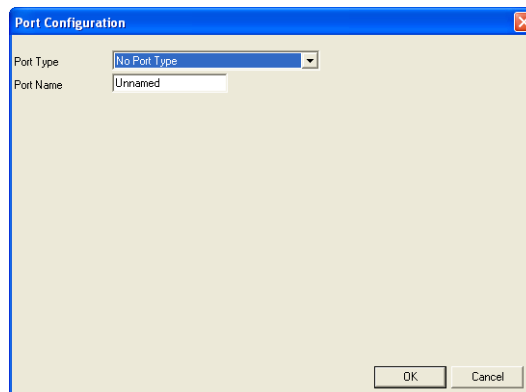 Port Configuration
Port Type No Port Type
Port Name Unnamed
OK Cancel